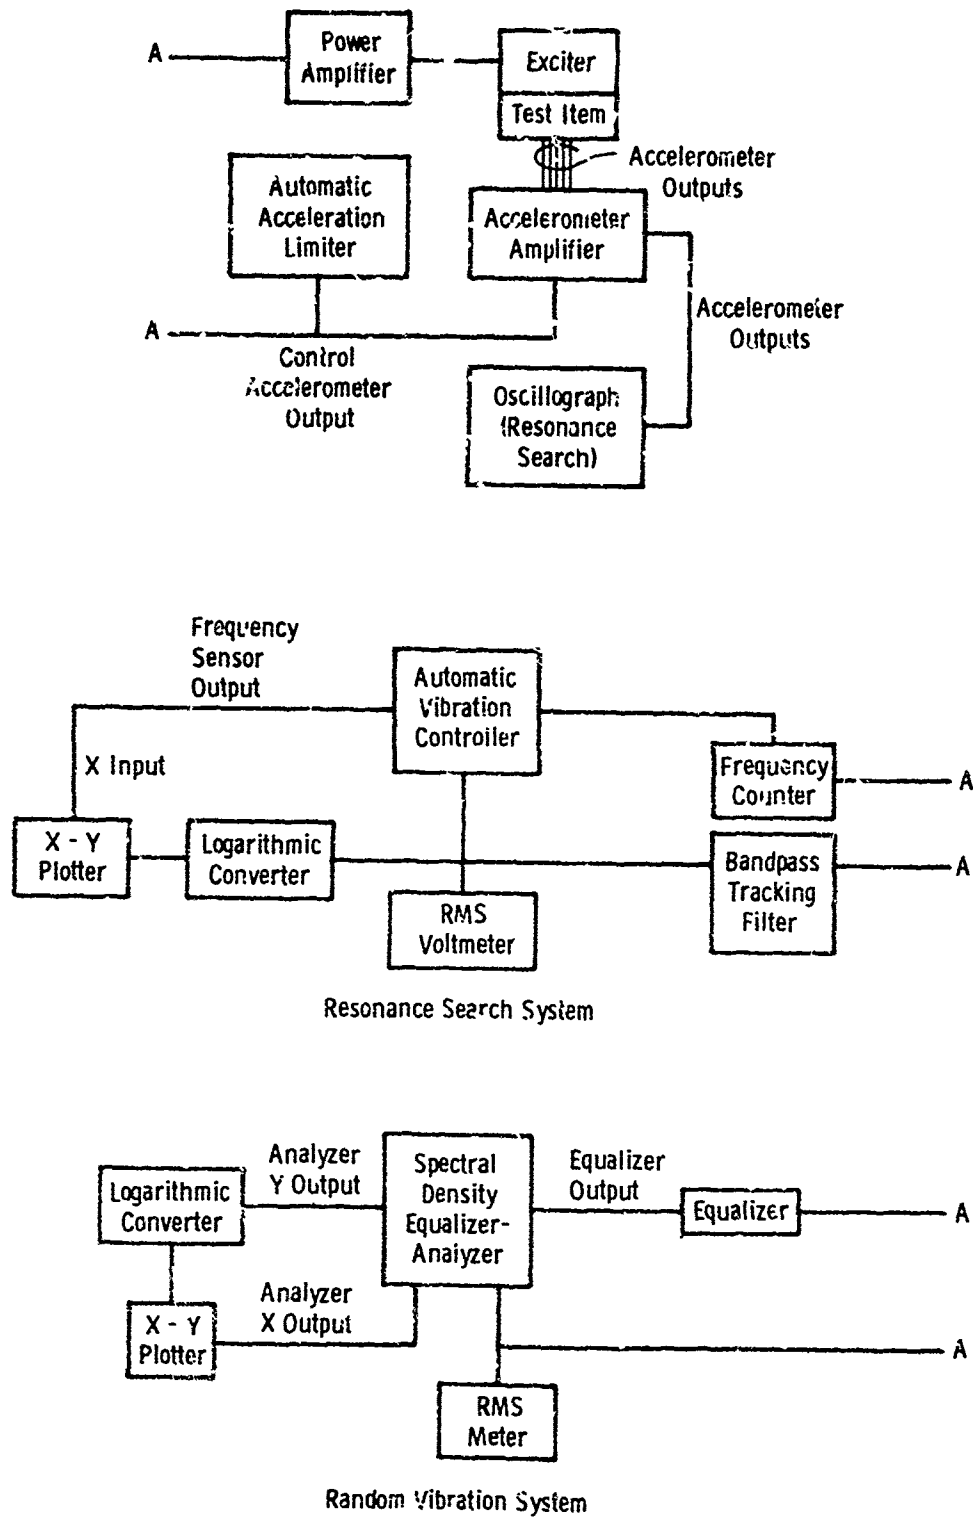 A
Power
Amplifier
Exciter
Test Item
Accelerometer
Outputs
Automatic
Acceleration
Limiter
Accelerometer
Amplifier
A
Control
Accelerometer
Output
Accelerometer
Outputs
Oscillograph
(Resonance
Search)
Frequency
Sensor
Output
Automatic
Vibration
Controller
X Input
Frequency
Counter
A
X - Y
Plotter
Logarithmic
Converter
Bandpass
Tracking
Filter
A
RMS
Voltmeter
Resonance Search System
Analyzer
Y Output
Spectral
Density
Equalizer-
Analyzer
Equalizer
Output
Logarithmic
Converter
Equalizer
A
Analyzer
X Output
X - Y
Plotter
A
RMS
Meter
Random Vibration System